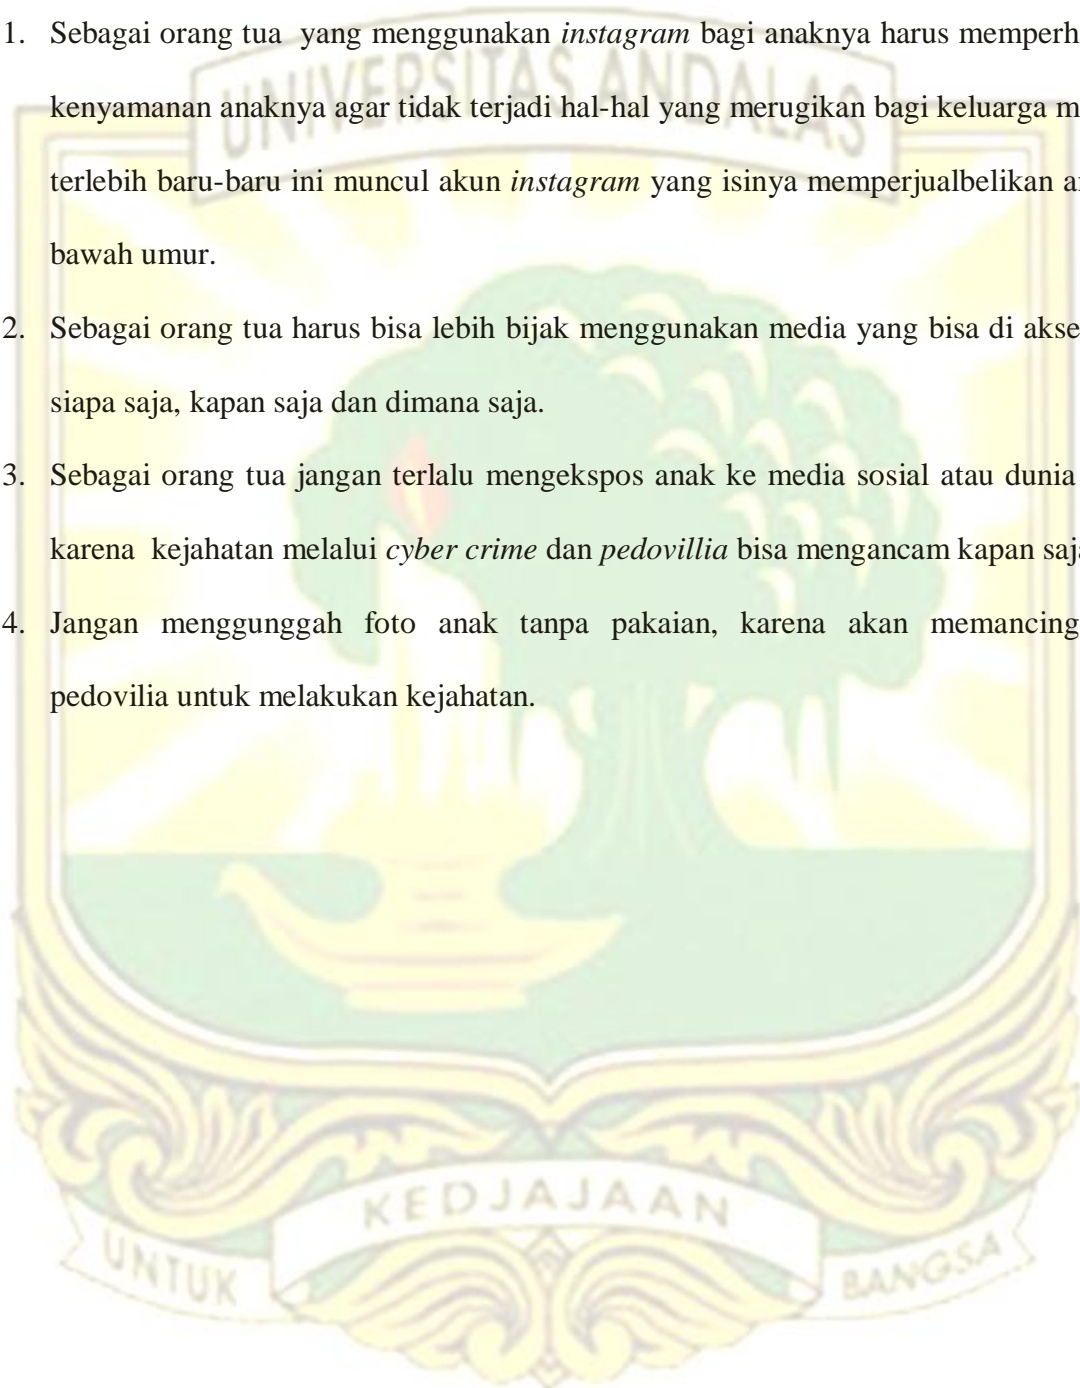 UNIVERSITAS ANDALAS
1. Sebagai orang tua yang menggunakan instagram bagi anaknya harus memperh
kenyamanan anaknya agar tidak terjadi hal-hal yang merugikan bagi keluarga m
terlebih baru-baru ini muncul akun instagram yang isinya memperjualbelikan a
bawah umur.
2. Sebagai orang tua harus bisa lebih bijak menggunakan media yang bisa di akse
siapa saja, kapan saja dan dimana saja.
3. Sebagai orang tua jangan terlalu mengekspos anak ke media sosial atau dunia
karena kejahatan melalui cyber crime dan pedovillia bisa mengancam kapan saja
4. Jangan menggunggah foto anak tanpa pakaian, karena akan memancing
pedovilia untuk melakukan kejahatan.
UNTUK KEDJAJAAN BANGSA